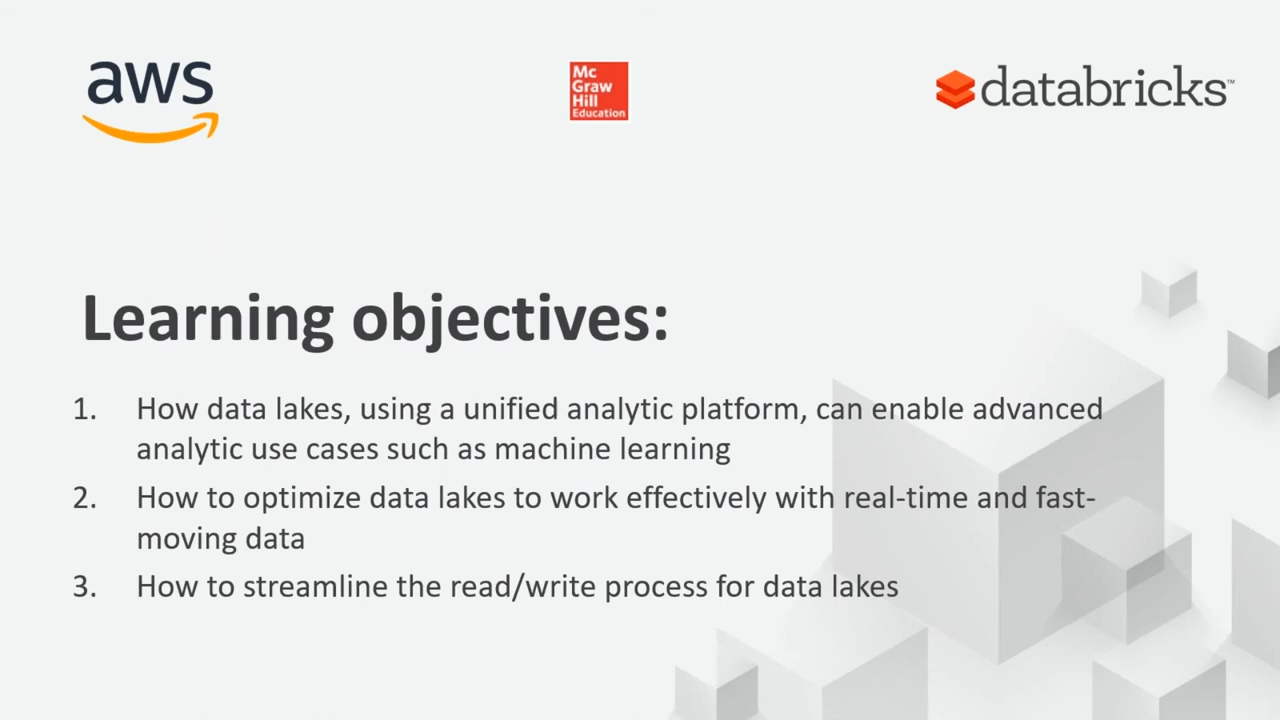 aws
Mc
Graw
Hill
Education
databricks™
Learning objectives:
1. How data lakes, using a unified analytic platform, can enable advanced
analytic use cases such as machine learning
2. How to optimize data lakes to work effectively with real-time and fast-
moving data
3. How to streamline the read/write process for data lakes